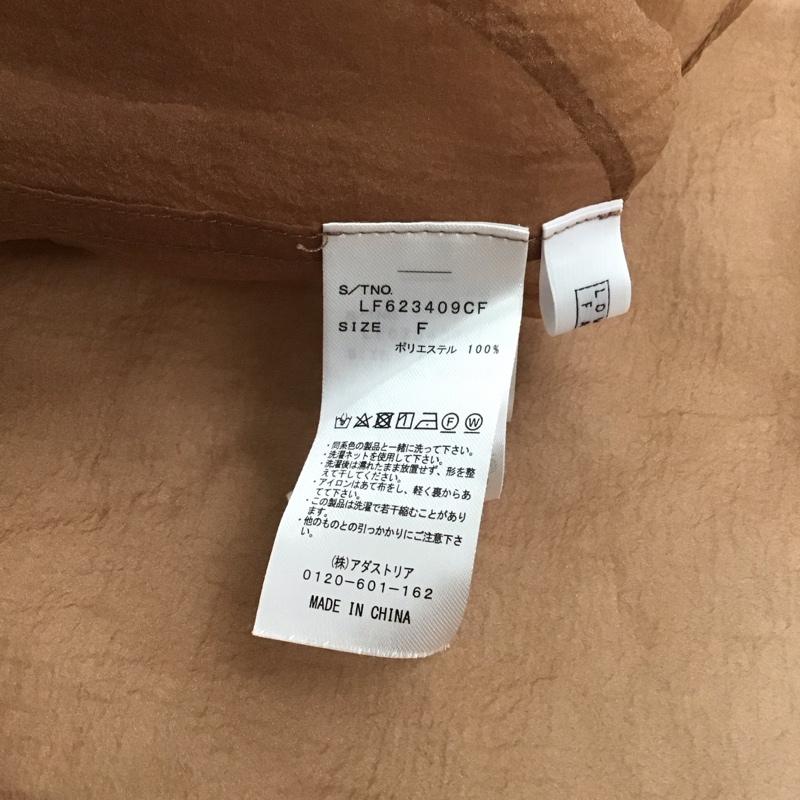 S/TNO.
LF623409CF
SIZE F
ポリエステル 100%
F W
・同系色の製品と一緒に洗って下さい。
・洗濯ネットを使用して下さい。
・洗濯後は濡れたまま放置せず、形を整
えて干してください。
・アイロンはあて布をし、軽く裏からあ
てて下さい。
・この製品は洗濯で若干縮むことがあり
ます。
・他のものとの引っかかりにご注意下さ
い。
(株)アダストリア
0120-601-162
MADE IN CHINA